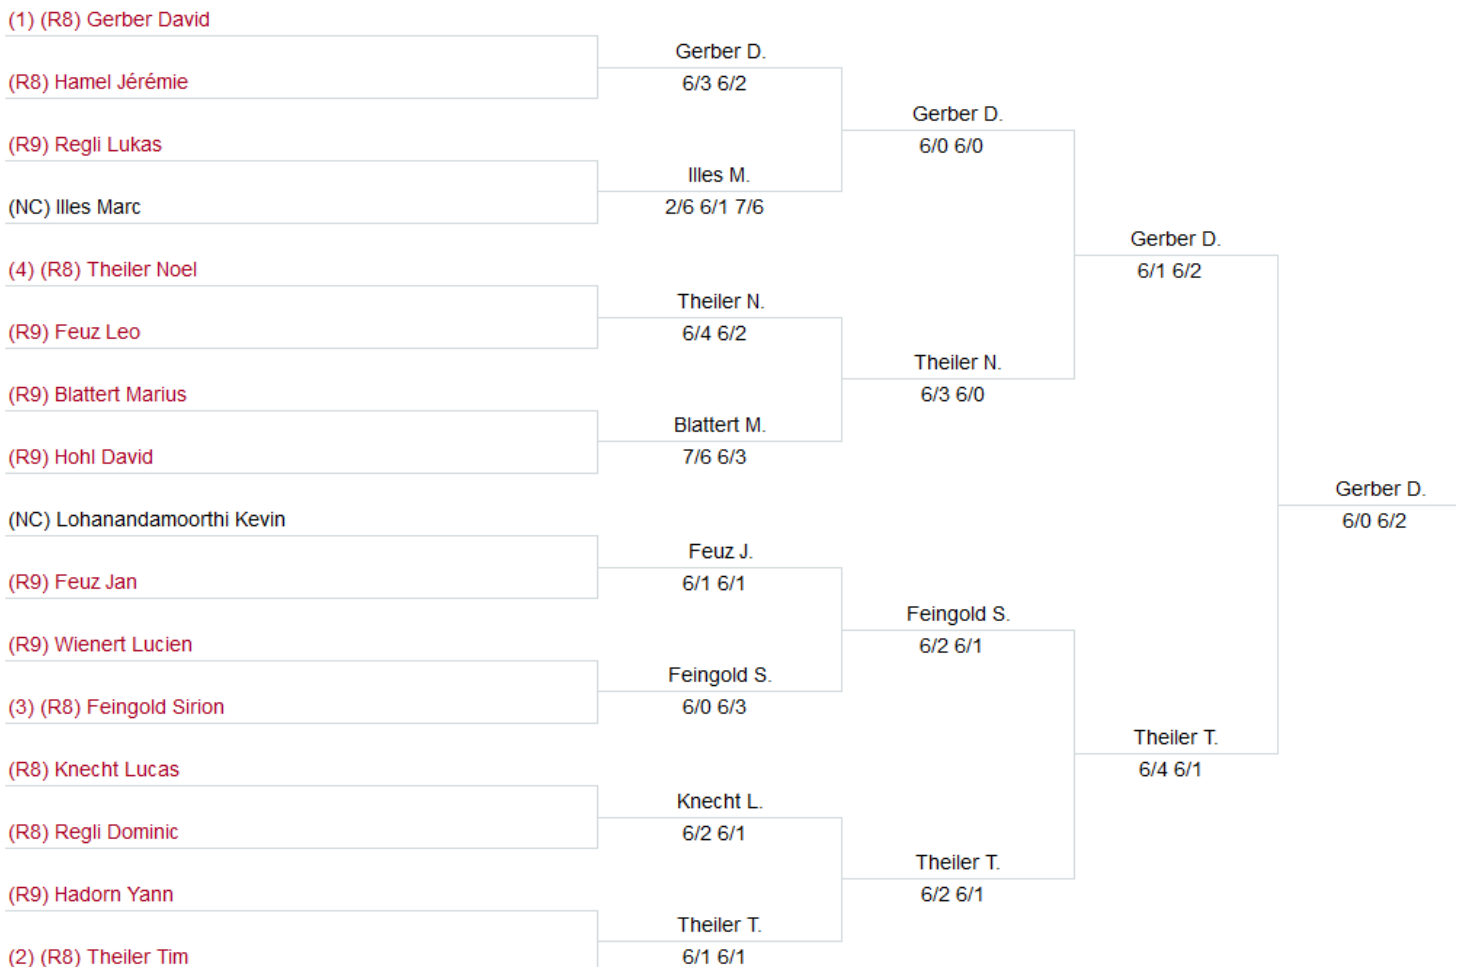 (1) (R8) Gerber David
Gerber D.
(R8) Hamel Jérémie
6/3 6/2
Gerber D.
(R9) Regli Lukas
6/0 6/0
Illes M.
(NC) Illes Marc
2/6 6/1 7/6
Gerber D.
(4) (R8) Theiler Noel
6/1 6/2
Theiler N.
(R9) Feuz Leo
6/4 6/2
Theiler N.
(R9) Blattert Marius
6/3 6/0
Blattert M.
(R9) Hohl David
7/6 6/3
Gerber D.
(NC) Lohanandamoorthi Kevin
6/0 6/2
Feuz J.
(R9) Feuz Jan
6/1 6/1
Feingold S.
(R9) Wienert Lucien
6/2 6/1
Feingold S.
(3) (R8) Feingold Sirion
6/0 6/3
Theiler T.
(R8) Knecht Lucas
6/4 6/1
Knecht L.
(R8) Regli Dominic
6/2 6/1
Theiler T.
(R9) Hadorn Yann
6/2 6/1
Theiler T.
(2) (R8) Theiler Tim
6/1 6/1